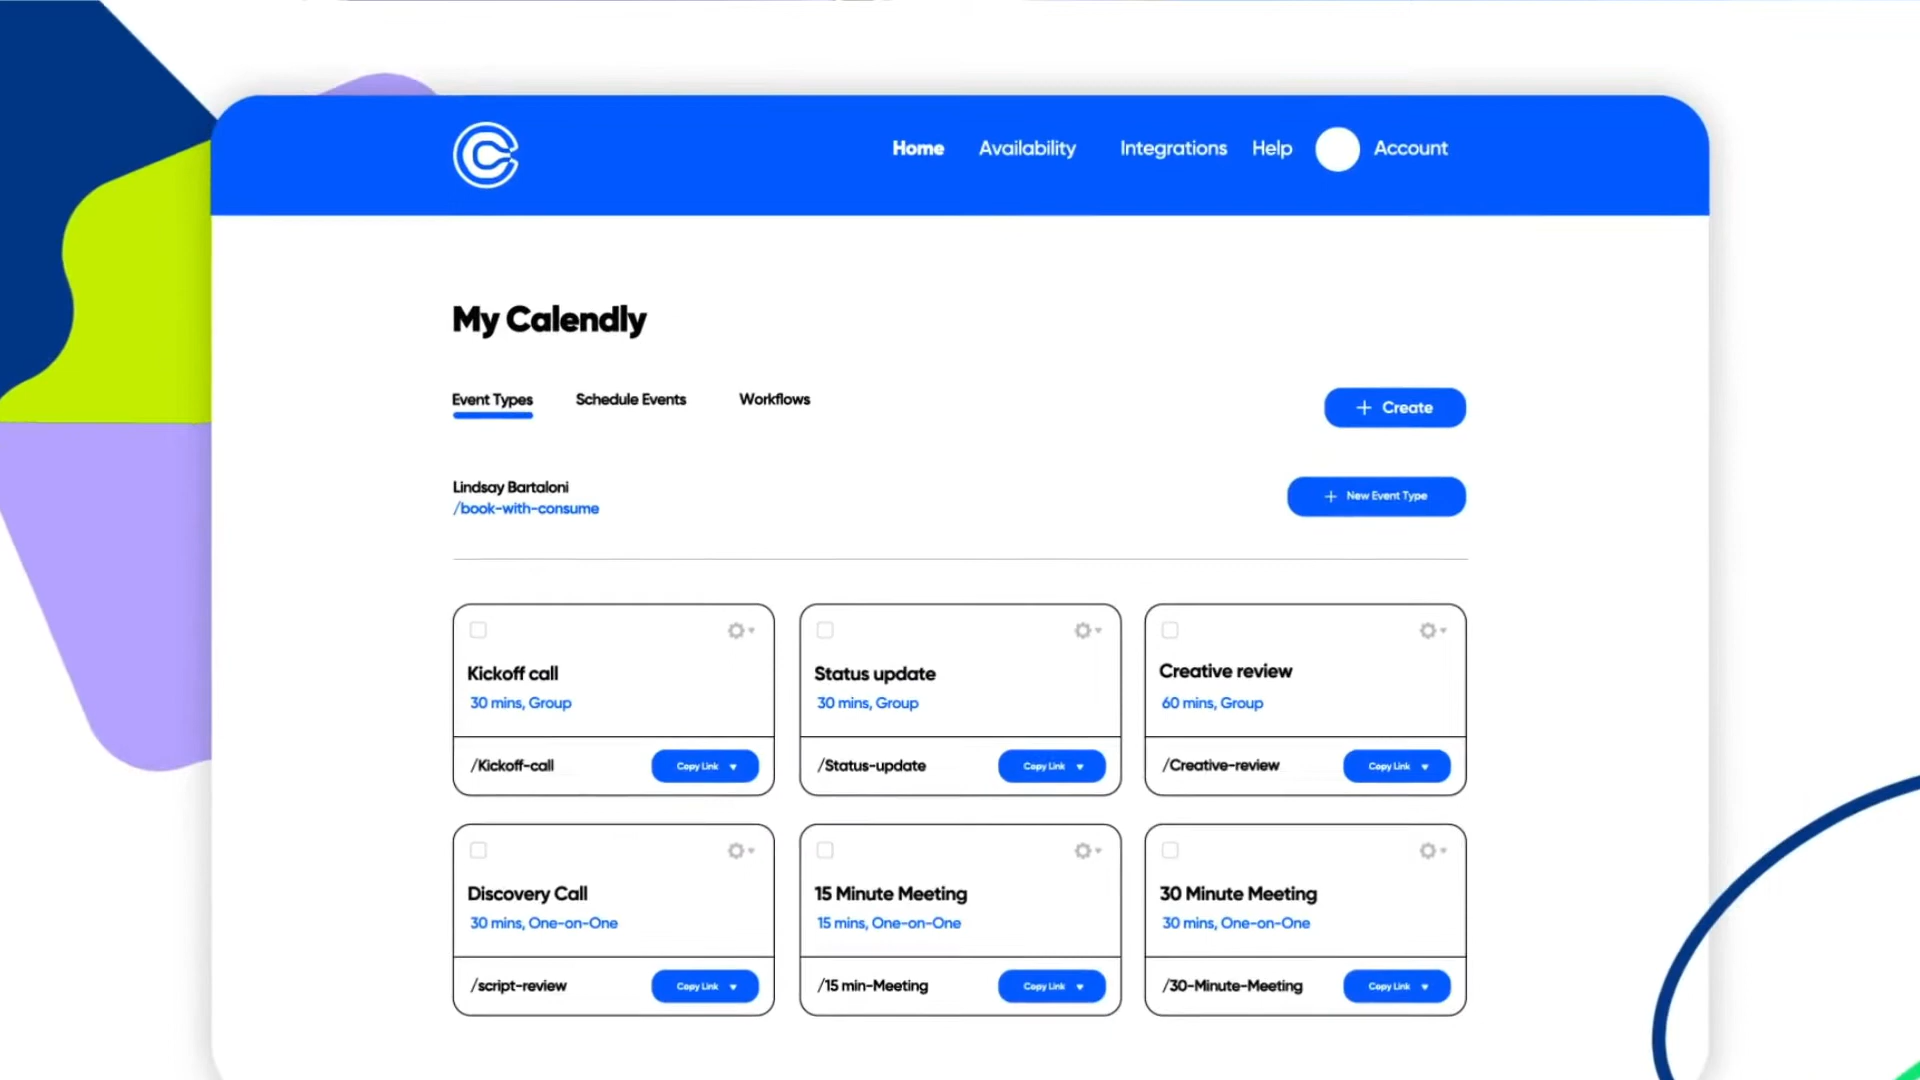 Home Availability Integrations Help Account
My Calendly
Event Types Schedule Events Workflows
+ Create
Lindsay Bartaloni
/book-with-consume
+ New Event Type
Kickoff call
30 mins, Group
/Kickoff-call Copy Link
Status update
30 mins, Group
/Status-update Copy Link
Creative review
60 mins, Group
/Creative-review Copy Link
Discovery Call
30 mins, One-on-One
/script-review Copy Link
15 Minute Meeting
15 mins, One-on-One
/15 min-Meeting Copy Link
30 Minute Meeting
30 mins, One-on-One
/30-Minute-Meeting Copy Link